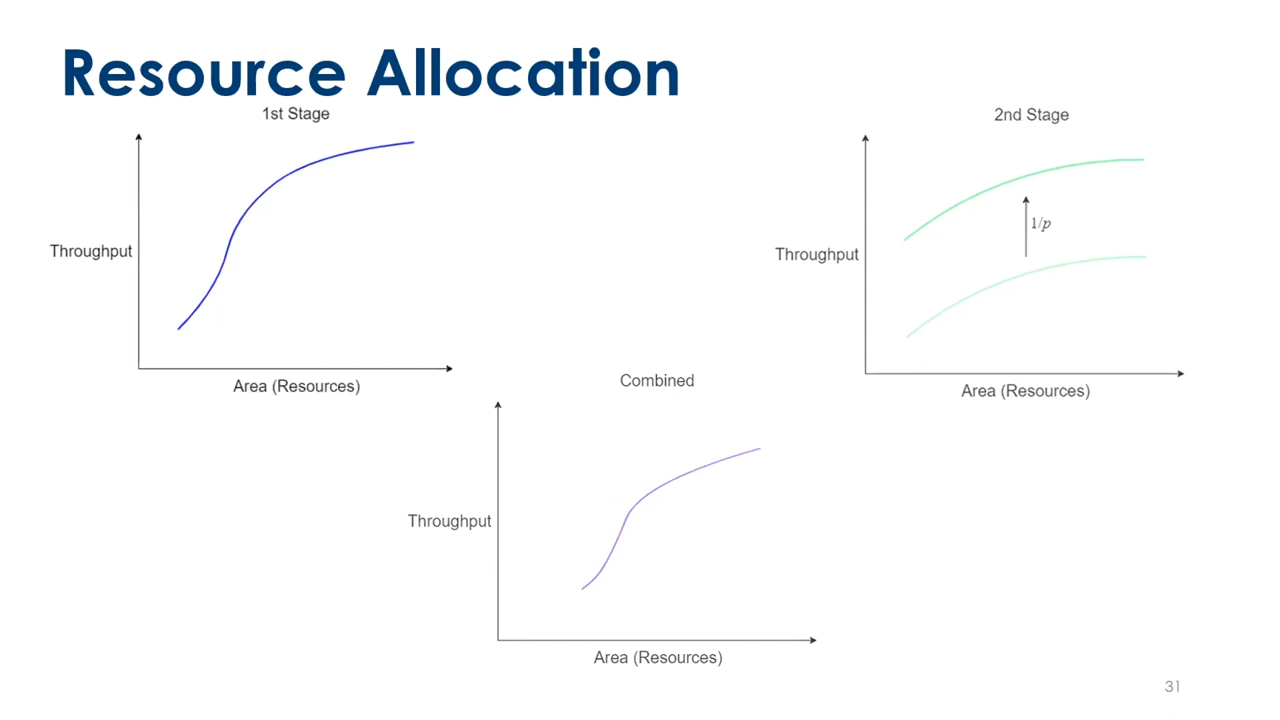 Resource Allocation
1st Stage
Throughput
Area (Resources)
2nd Stage
1/p
Throughput
Area (Resources)
Combined
Throughput
Area (Resources)
31